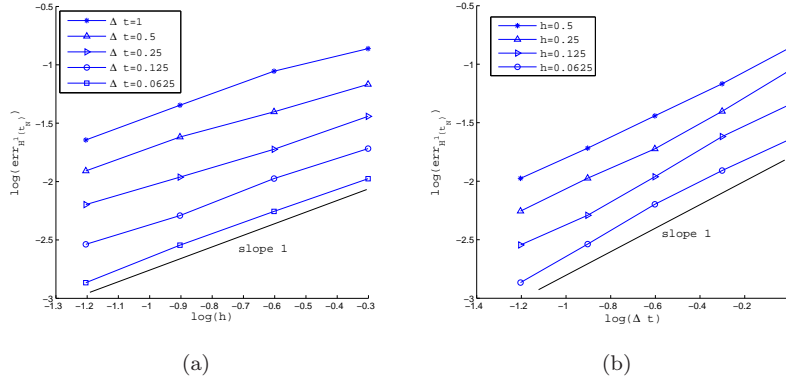 -0.5
-1
-1.5
-2
-2.5
-3
-1.3
-1.2
-1.1
-1
-0.9
-0.8
-0.7
-0.6
-0.5
-0.4
-0.3
log(h)
log(err_{H^1(t_N)})
Δ t=1
Δ t=0.5
Δ t=0.25
Δ t=0.125
Δ t=0.0625
slope 1
(a)
-0.5
-1
-1.5
-2
-2.5
-3
-1.4
-1.2
-1
-0.8
-0.6
-0.4
-0.2
log(Δ t)
log(err_{H^1(t_N)})
h=0.5
h=0.25
h=0.125
h=0.0625
slope 1
(b)